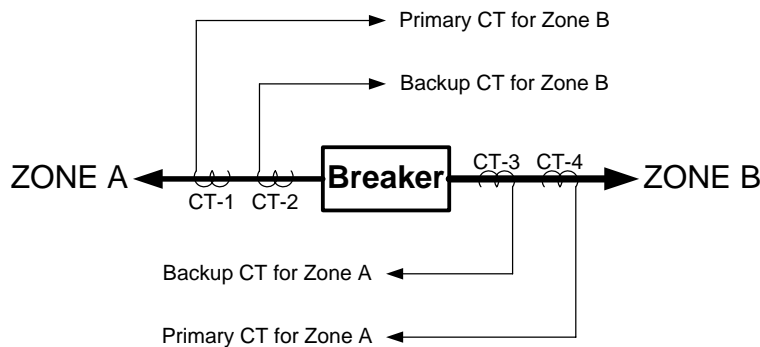 Primary CT for Zone B
Backup CT for Zone B
ZONE A
CT-1
CT-2
Breaker
CT-3
CT-4
ZONE B
Backup CT for Zone A
Primary CT for Zone A